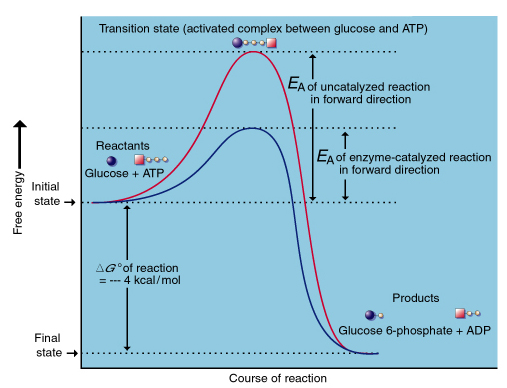 Transition state (activated complex between glucose and ATP)
EA of uncatalyzed reaction
in forward direction
Reactants
Glucose + ATP
EA of enzyme-catalyzed reaction
in forward direction
Free energy
Initial
state
△G° of reaction
= --- 4 kcal/mol
Products
Glucose 6-phosphate + ADP
Final
state
Course of reaction